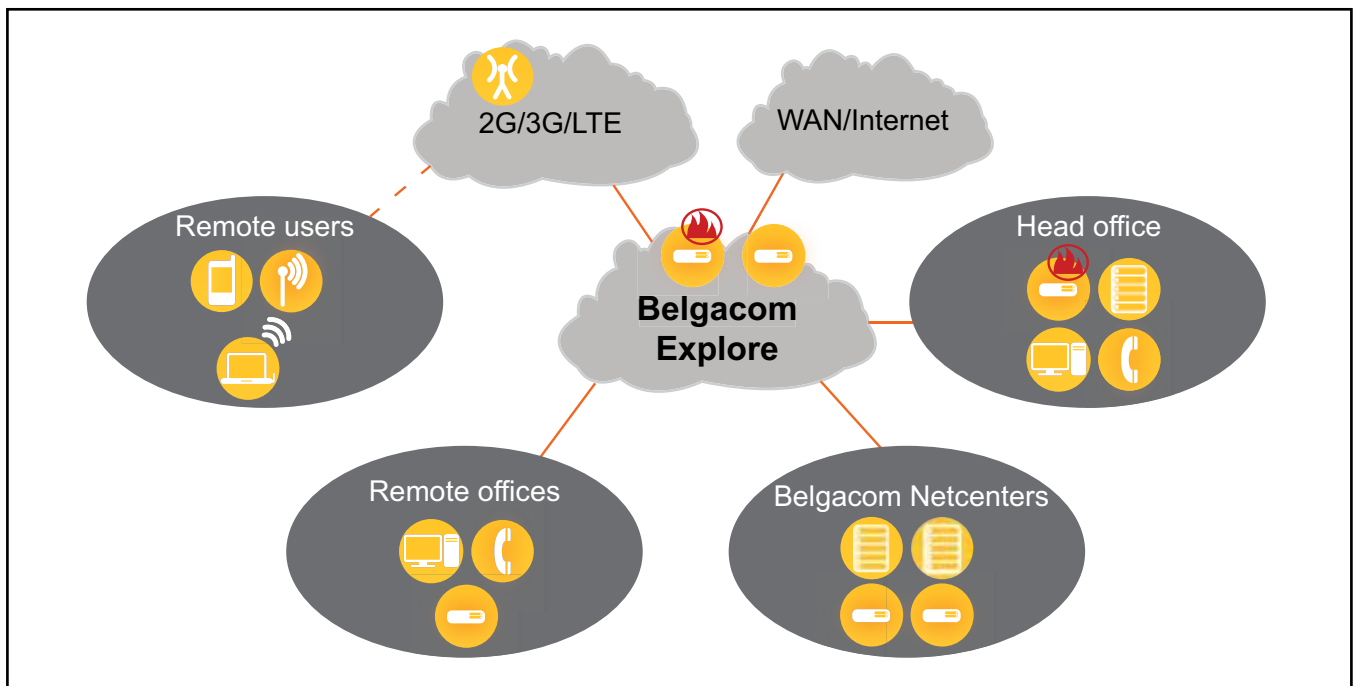 2G/3G/LTE
WAN/Internet
Remote users
Head office
Belgacom
Explore
Remote offices
Belgacom Netcenters